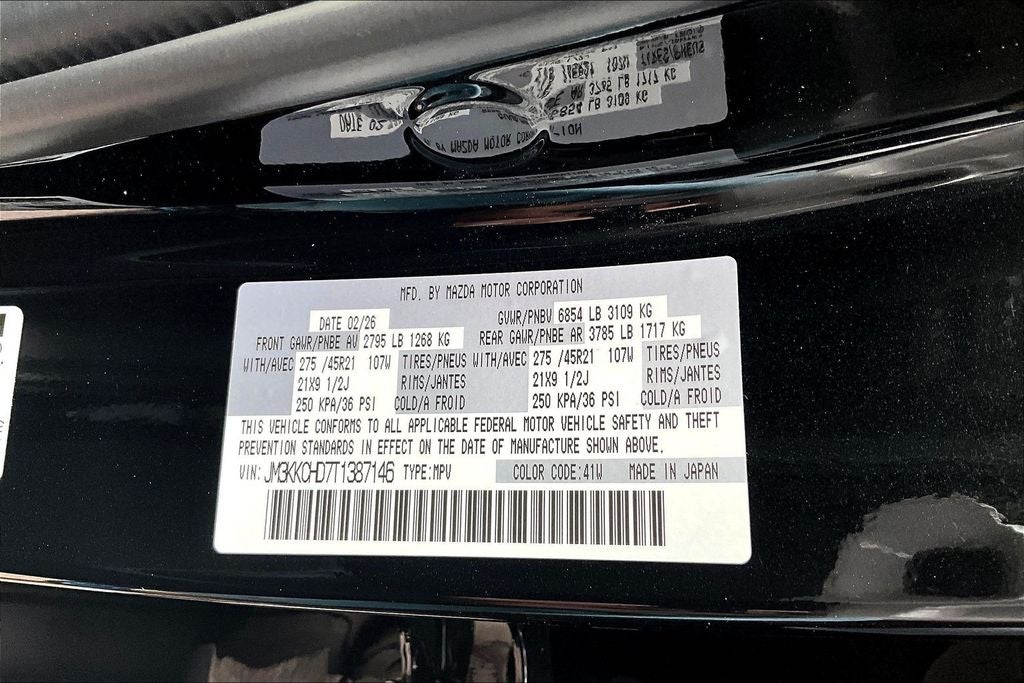 MFD. BY MAZDA MOTOR CORPORATION
DATE 02/26 GVWR/PNBV 6854 LB 3109 KG
FRONT GAWR/PNBE AV 2795 LB 1268 KG REAR GAWR/PNBE AR 3785 LB 1717 KG
WITH/AVEC 275 /45R21 107W TIRES/PNEUS WITH/AVEC 275 /45R21 107W TIRES/PNEUS
21X9 1/2J RIMS/JANTES 21X9 1/2J RIMS/JANTES
250 KPA/36 PSI COLD/A FROID 250 KPA/36 PSI COLD/A FROID
THIS VEHICLE CONFORMS TO ALL APPLICABLE FEDERAL MOTOR VEHICLE SAFETY AND THEFT
PREVENTION STANDARDS IN EFFECT ON THE DATE OF MANUFACTURE SHOWN ABOVE.
VIN: JM3KKCHD7T1387146 TYPE:MPV COLOR CODE:41W MADE IN JAPAN